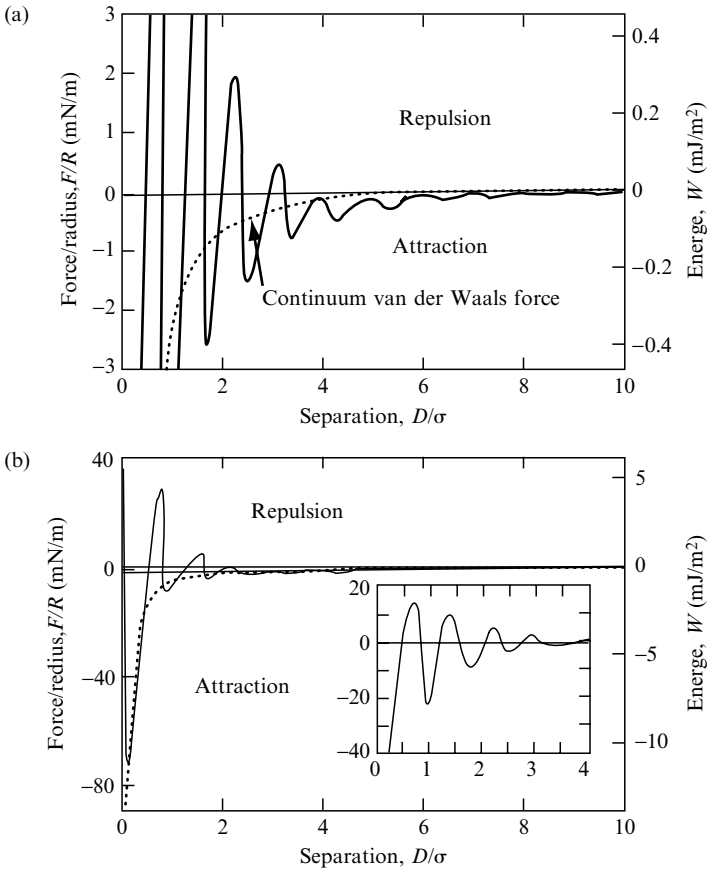 (a)
3
2
1
0
−1
−2
−3
Force/radius,F/R (mN/m)
Repulsion
Attraction
Continuum van der Waals force
0.4
0.2
0
−0.2
−0.4
Energe, W (mJ/m²)
0 2 4 6 8 10
Separation, D/σ
(b)
40
0
−40
−80
Force/redius,F/R (mN/m)
Repulsion
Attraction
5
0
−5
−10
Energe, W (mJ/m²)
20
0
−20
−40
0 1 2 3 4
0 2 4 6 8 10
Separation, D/σ